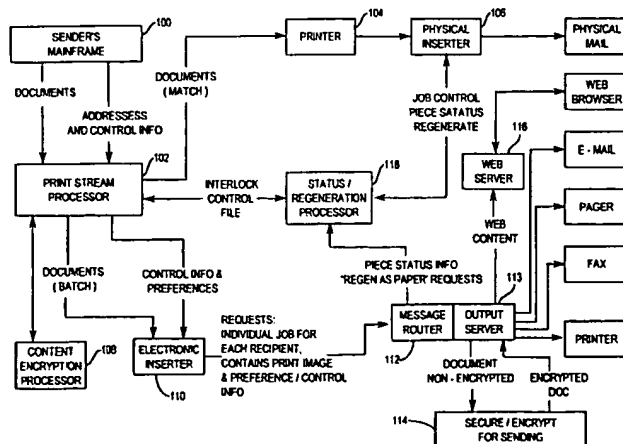 100
SENDER'S
MAINFRAME
DOCUMENTS
ADDRESSESS
AND CONTROL INFO
DOCUMENTS
(MATCH)
104
PRINTER
106
PHYSICAL
INSERTER
PHYSICAL
MAIL
JOB CONTROL
PIECE SATATUS
REGENERATE
WEB
BROWSER
116
WEB
SERVER
E - MAIL
102
PRINT STREAM
PROCESSOR
INTERLOCK
CONTROL
FILE
118
STATUS /
REGENERATION
PROCESSOR
WEB
CONTENT
PAGER
FAX
DOCUMENTS
(BATCH)
CONTROL INFO &
PREFERENCES
PIECE STATUS INFO
"REGEN AS PAPER" REQUESTS
113
REQUESTS:
INDIVIDUAL JOB FOR
EACH RECIPIENT,
CONTAINS PRINT IMAGE
& PREFERENCE / CONTROL
INFO
MESSAGE
ROUTER
OUTPUT
SERVER
PRINTER
112
CONTENT
ENCRYPTION
PROCESSOR
108
ELECTRONIC
INSERTER
110
DOCUMENT
NON - ENCRYPTED
ENCRYPTED
DOC
114
SECURE / ENCRYPT
FOR SENDING